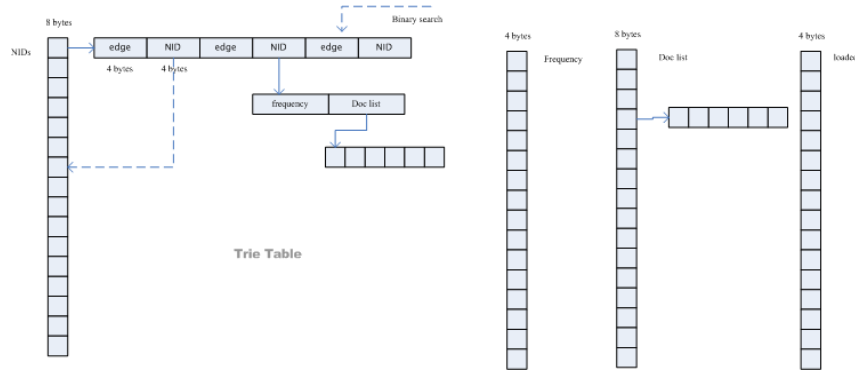 8 bytes
Binary search
NIDs
edge NID edge NID edge NID
4 bytes 4 bytes
frequency Doc list
Trie Table
4 bytes
Frequency
8 bytes
Doc list
4 bytes
loaded